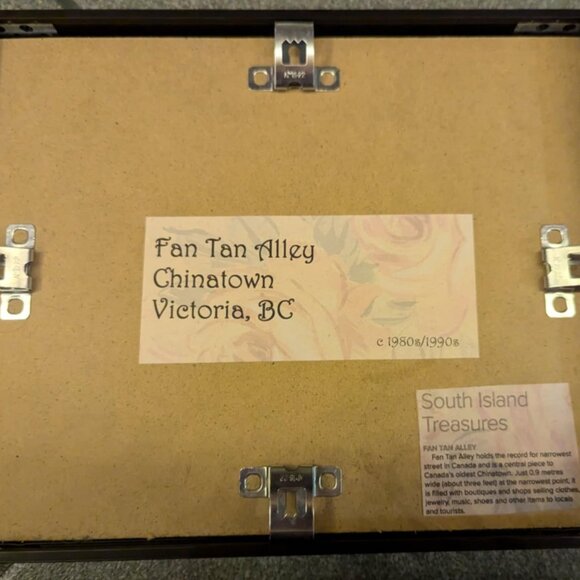 Fan Tan Alley
Chinatown
Victoria, BC
c 1980s/1990s
South Island
Treasures
FAN TAN ALLEY
Fan Tan Alley holds the record for narrowest
street in Canada and is a central piece to
Canada's oldest Chinatown. Just 0.9 metres
wide (about three feet) at the narrowest point, it
is filled with boutiques and shops selling clothes,
jewelry, music, shoes and other items to locals
and tourists.